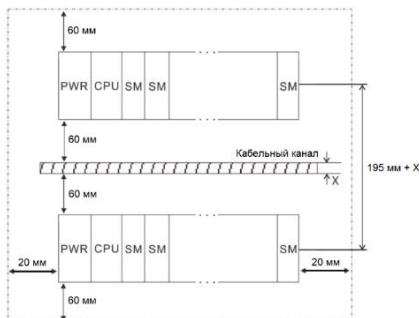 60 мм
PWR CPU SM SM ... SM
60 мм
Кабельный канал
195 мм + X
X
60 мм
PWR CPU SM SM ... SM
20 мм
20 мм
60 мм